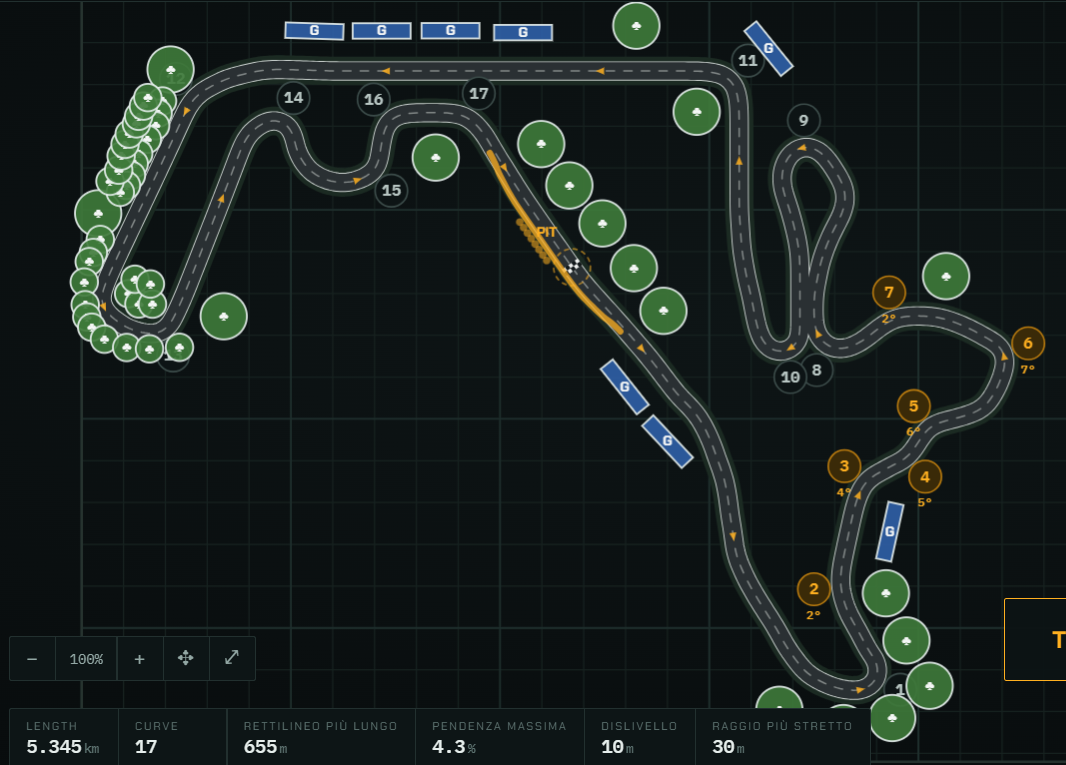 G G G G
11 G
12
14 16 17
9
15
PIT
7
2°
6
7°
10 8
G
5
6°
G
3
4°
4
5°
G
2
2°
1
− 100% +
LENGTH CURVE RETTILINEO PIÙ LUNGO PENDENZA MASSIMA DISLIVELLO RAGGIO PIÙ STRETTO
5.345 km 17 655 m 4.3 % 10 m 30 m